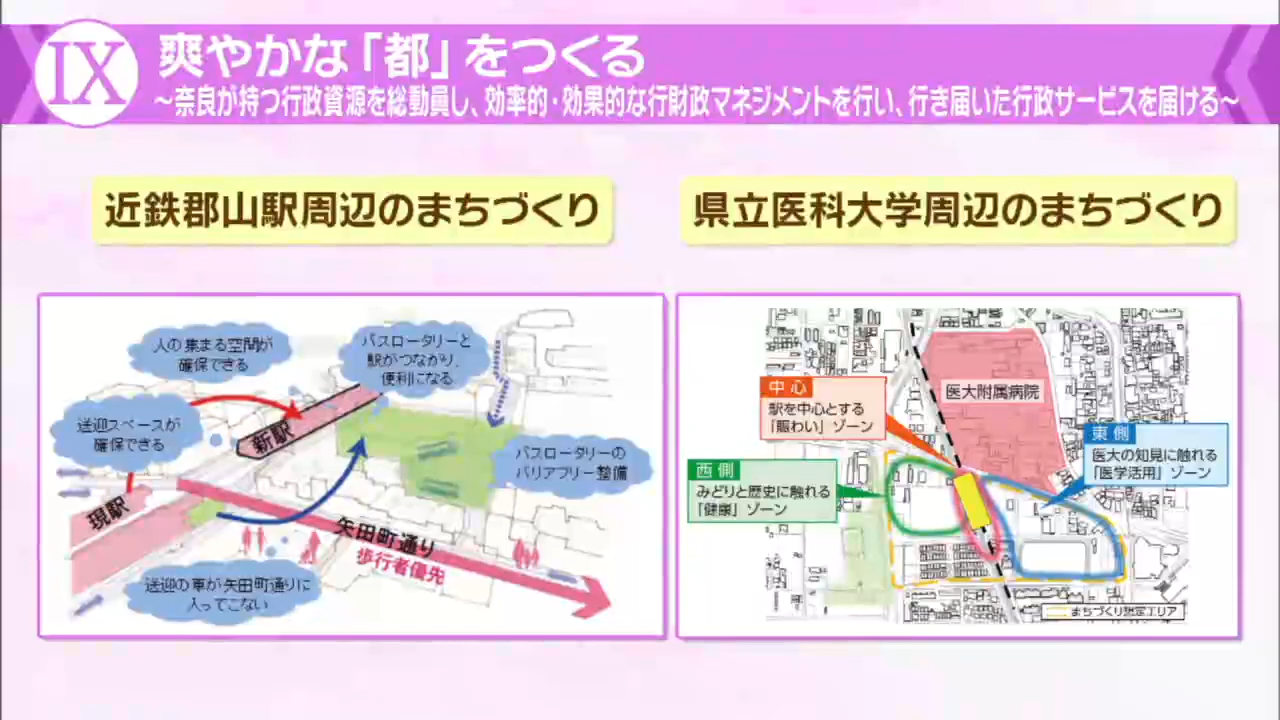 IX
爽やかな「都」をつくる
～奈良が持つ行政資源を総動員し、効率的・効果的な行財政マネジメントを行い、行き届いた行政サービスを届ける～
近鉄郡山駅周辺のまちづくり
県立医科大学周辺のまちづくり
人の集まる空間が
確保できる
バスロータリーと
駅がつながり、
便利になる
送迎スペースが
確保できる
新駅
バスロータリーの
バリアフリー整備
現駅
矢田町通り
歩行者優先
送迎の車が矢田町通りに
入ってこない
医大附属病院
中心
駅を中心とする
「賑わい」ゾーン
東側
医大の知見に触れる
「医学活用」ゾーン
西側
みどりと歴史に触れる
「健康」ゾーン
まちづくり想定エリア